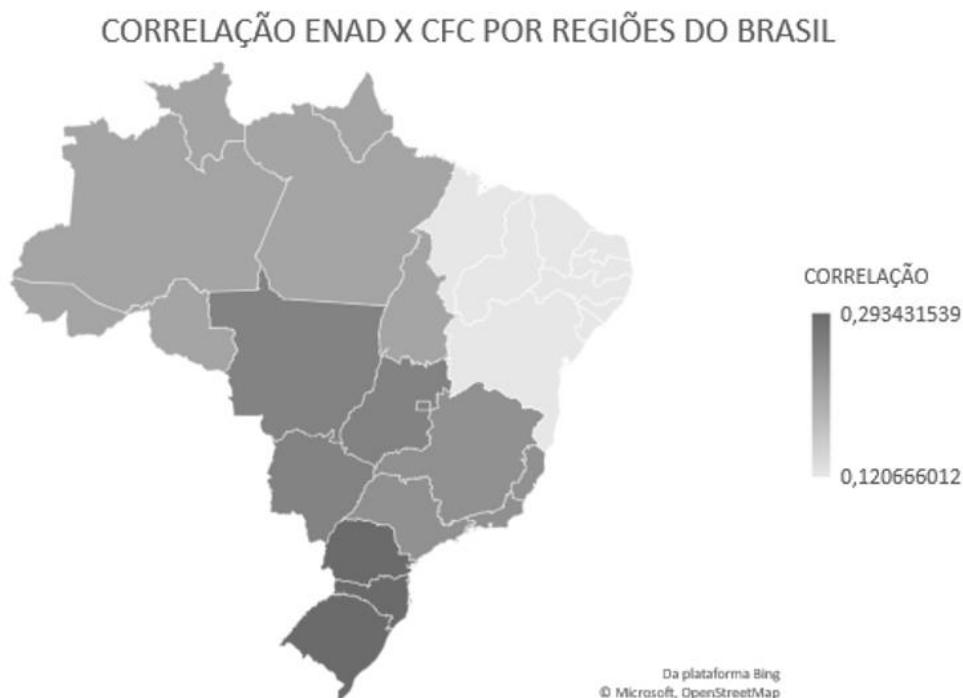 CORRELAÇÃO ENAD X CFC POR REGIÕES DO BRASIL
CORRELAÇÃO
0,293431539
0,120666012
Da plataforma Bing
© Microsoft, OpenStreetMap